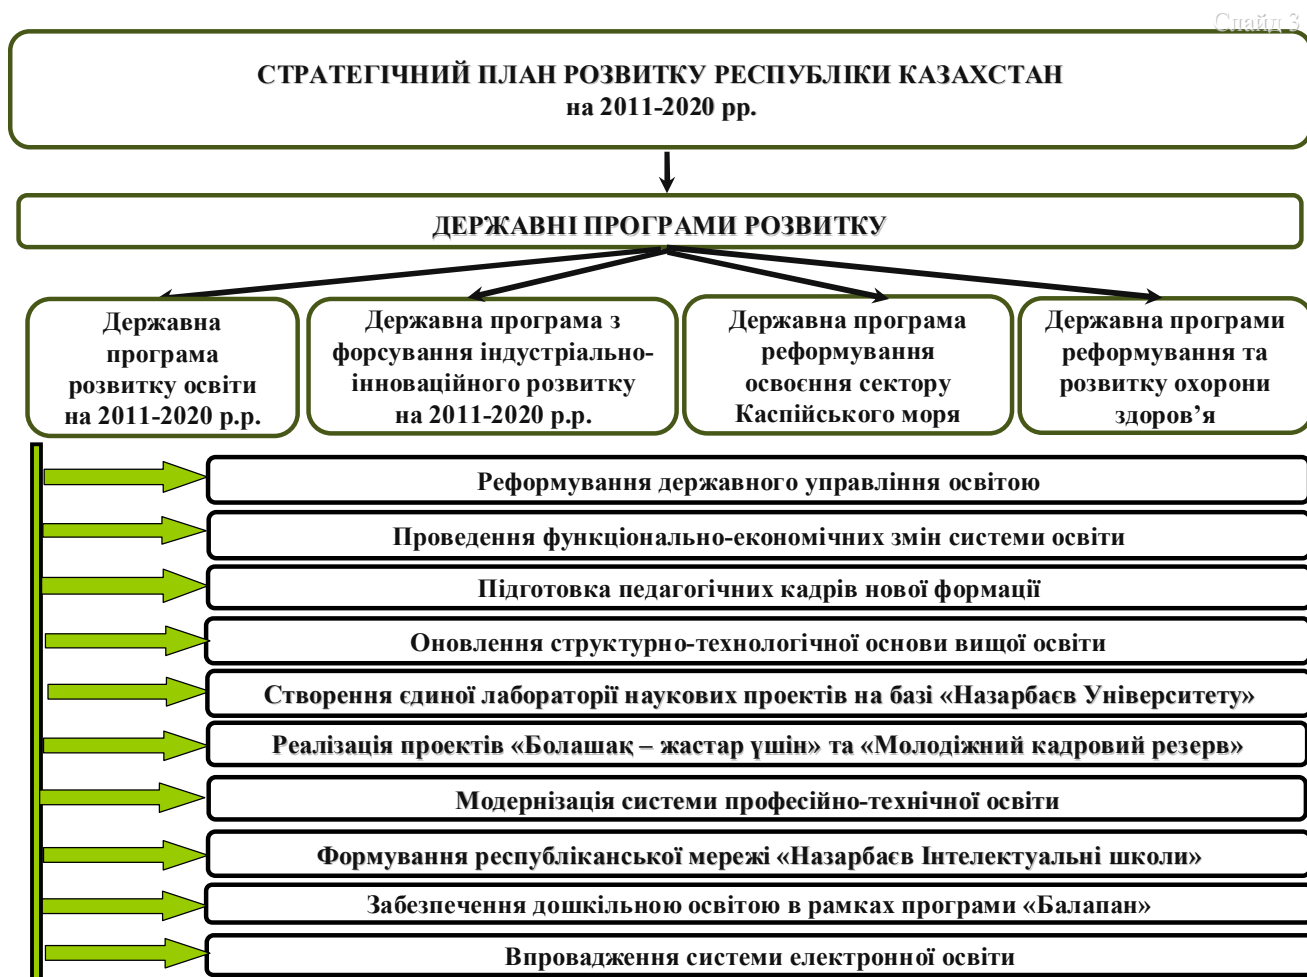 Слайд 3
СТРАТЕГІЧНИЙ ПЛАН РОЗВИТКУ РЕСПУБЛІКИ КАЗАХСТАН
на 2011-2020 рр.
ДЕРЖАВНІ ПРОГРАМИ РОЗВИТКУ
Державна
програма
розвитку освіти
на 2011-2020 р.р.
Державна програма з
форсування індустріально-
інноваційного розвитку
на 2011-2020 р.р.
Державна програма
реформування
освоєння сектору
Каспійського моря
Державна програми
реформування та
розвитку охорони
здоров’я
Реформування державного управління освітою
Проведення функціонально-економічних змін системи освіти
Підготовка педагогічних кадрів нової формації
Оновлення структурно-технологічної основи вищої освіти
Створення єдиної лабораторії наукових проектів на базі «Назарбаєв Університету»
Реалізація проектів «Болашақ – жастар үшін» та «Молодіжний кадровий резерв»
Модернізація системи професійно-технічної освіти
Формування республіканської мережі «Назарбаєв Інтелектуальні школи»
Забезпечення дошкільною освітою в рамках програми «Балапан»
Впровадження системи електронної освіти